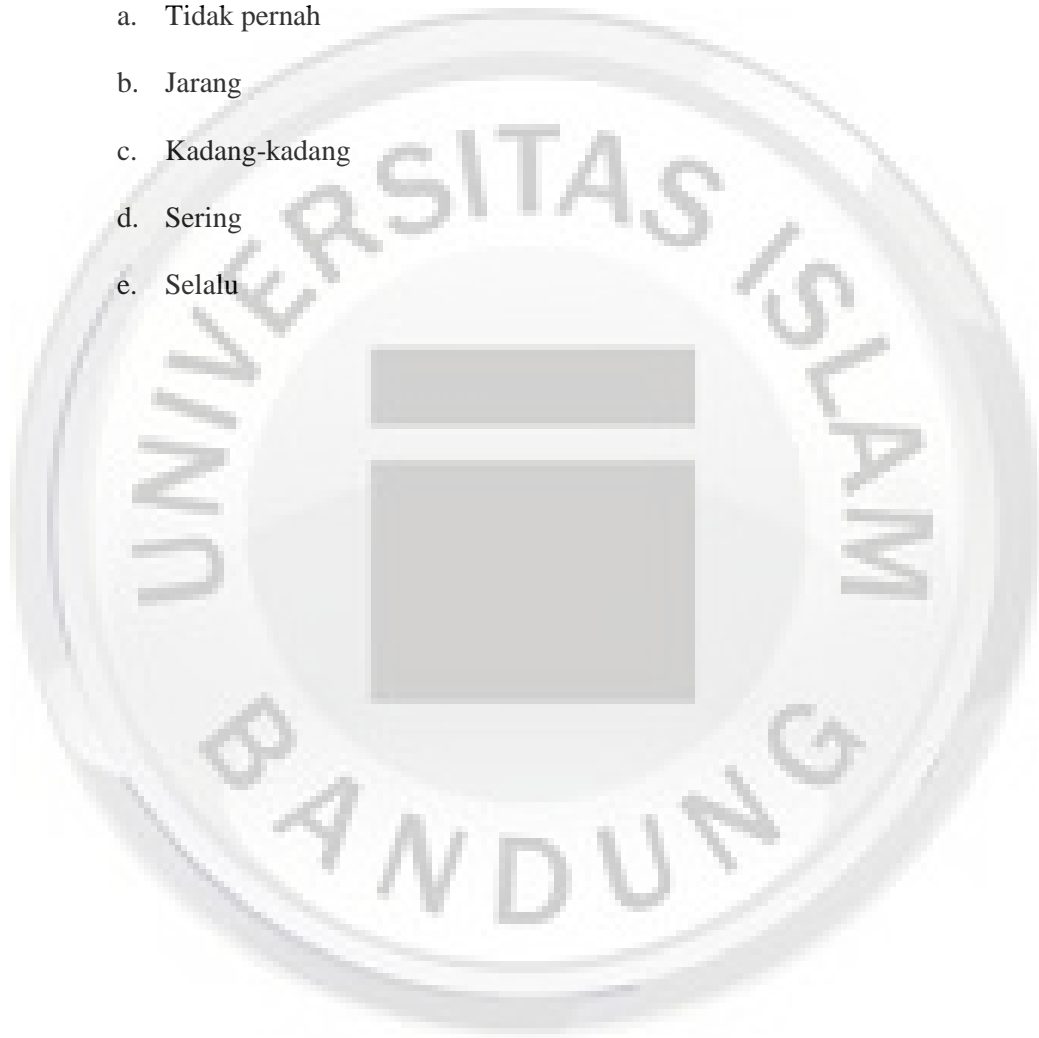 a. Tidak pernah
b. Jarang
c. Kadang-kadang
d. Sering
e. Selalu
UNIVERSITAS ISLAM
BANDUNG